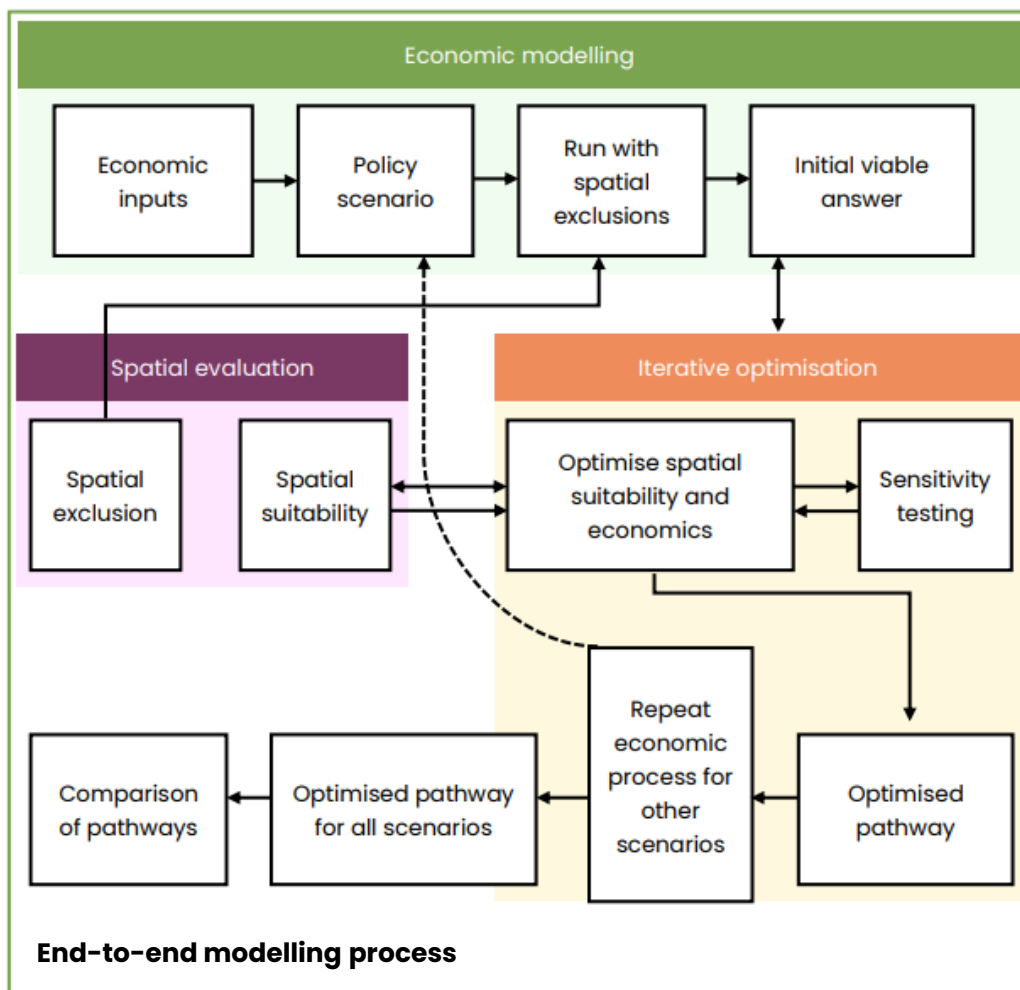 Economic modelling
Economic
inputs
Policy
scenario
Run with
spatial
exclusions
Initial viable
answer
Spatial evaluation
Iterative optimisation
Spatial
exclusion
Spatial
suitability
Optimise spatial
suitability and
economics
Sensitivity
testing
Comparison
of pathways
Optimised pathway
for all scenarios
Repeat
economic
process for
other
scenarios
Optimised
pathway
End-to-end modelling process